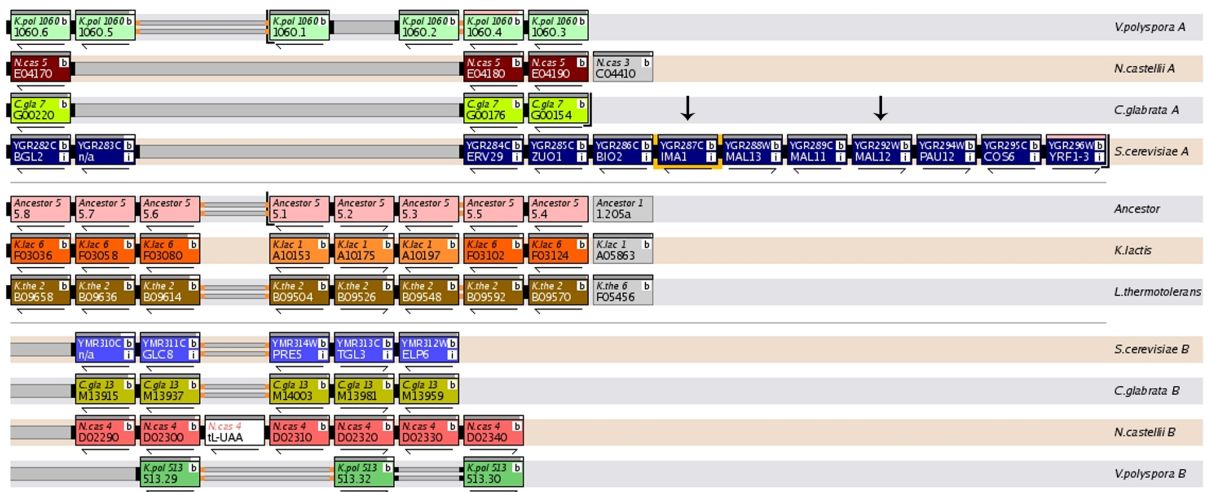 K.pol 1060 b K.pol 1060 b K.pol 1060 b K.pol 1060 b K.pol 1060 b K.pol 1060 b
1060.6 1060.5 1060.1 1060.2 1060.4 1060.3 V.polyspora A
N.cas 5 b N.cas 5 b N.cas 5 b N.cas 3 b
E04170 E04180 E04190 C04410 N.castellii A
C.gla 7 b C.gla 7 b C.gla 7 b
G00220 G00176 G00154 C.glabrata A
YGR282C b YGR283C b YGR284C b YGR285C b YGR286C b YGR287C b YGR288W b YGR289C b YGR292W b YGR294W b YGR295C b YGR296W b
BGL2 i n/a i ERV29 i ZUO1 i BIO2 i IMA1 i MAL13 i MAL11 i MAL12 i PAU12 i COS6 i YRF1-3 i S.cerevisiae A
Ancestor 5 Ancestor 5 Ancestor 5 Ancestor 5 Ancestor 5 Ancestor 5 Ancestor 5 Ancestor 5 Ancestor 1
5.8 5.7 5.6 5.1 5.2 5.3 5.5 5.4 1.205a Ancestor
K.lac 6 b K.lac 6 b K.lac 6 b K.lac 1 b K.lac 1 b K.lac 1 b K.lac 6 b K.lac 6 b K.lac 1 b
F03036 F03058 F03080 A10153 A10175 A10197 F03102 F03124 A05863 K.lactis
K.the 2 b K.the 2 b K.the 2 b K.the 2 b K.the 2 b K.the 2 b K.the 2 b K.the 2 b K.the 6 b
B09658 B09636 B09614 B09504 B09526 B09548 B09592 B09570 F05456 L.thermotolerans
YMR310C b YMR311C b YMR314W b YMR313C b YMR312W b
n/a i GLC8 i PRE5 i TGL3 i ELP6 i S.cerevisiae B
C.gla 13 b C.gla 13 b C.gla 13 b C.gla 13 b C.gla 13 b
M13915 M13937 M14003 M13981 M13959 C.glabrata B
N.cas 4 b N.cas 4 b N.cas 4 N.cas 4 b N.cas 4 b N.cas 4 b N.cas 4 b
D02290 D02300 tL-UAA D02310 D02320 D02330 D02340 N.castellii B
K.pol 513 b K.pol 513 b K.pol 513 b
513.29 513.32 513.30 V.polyspora B